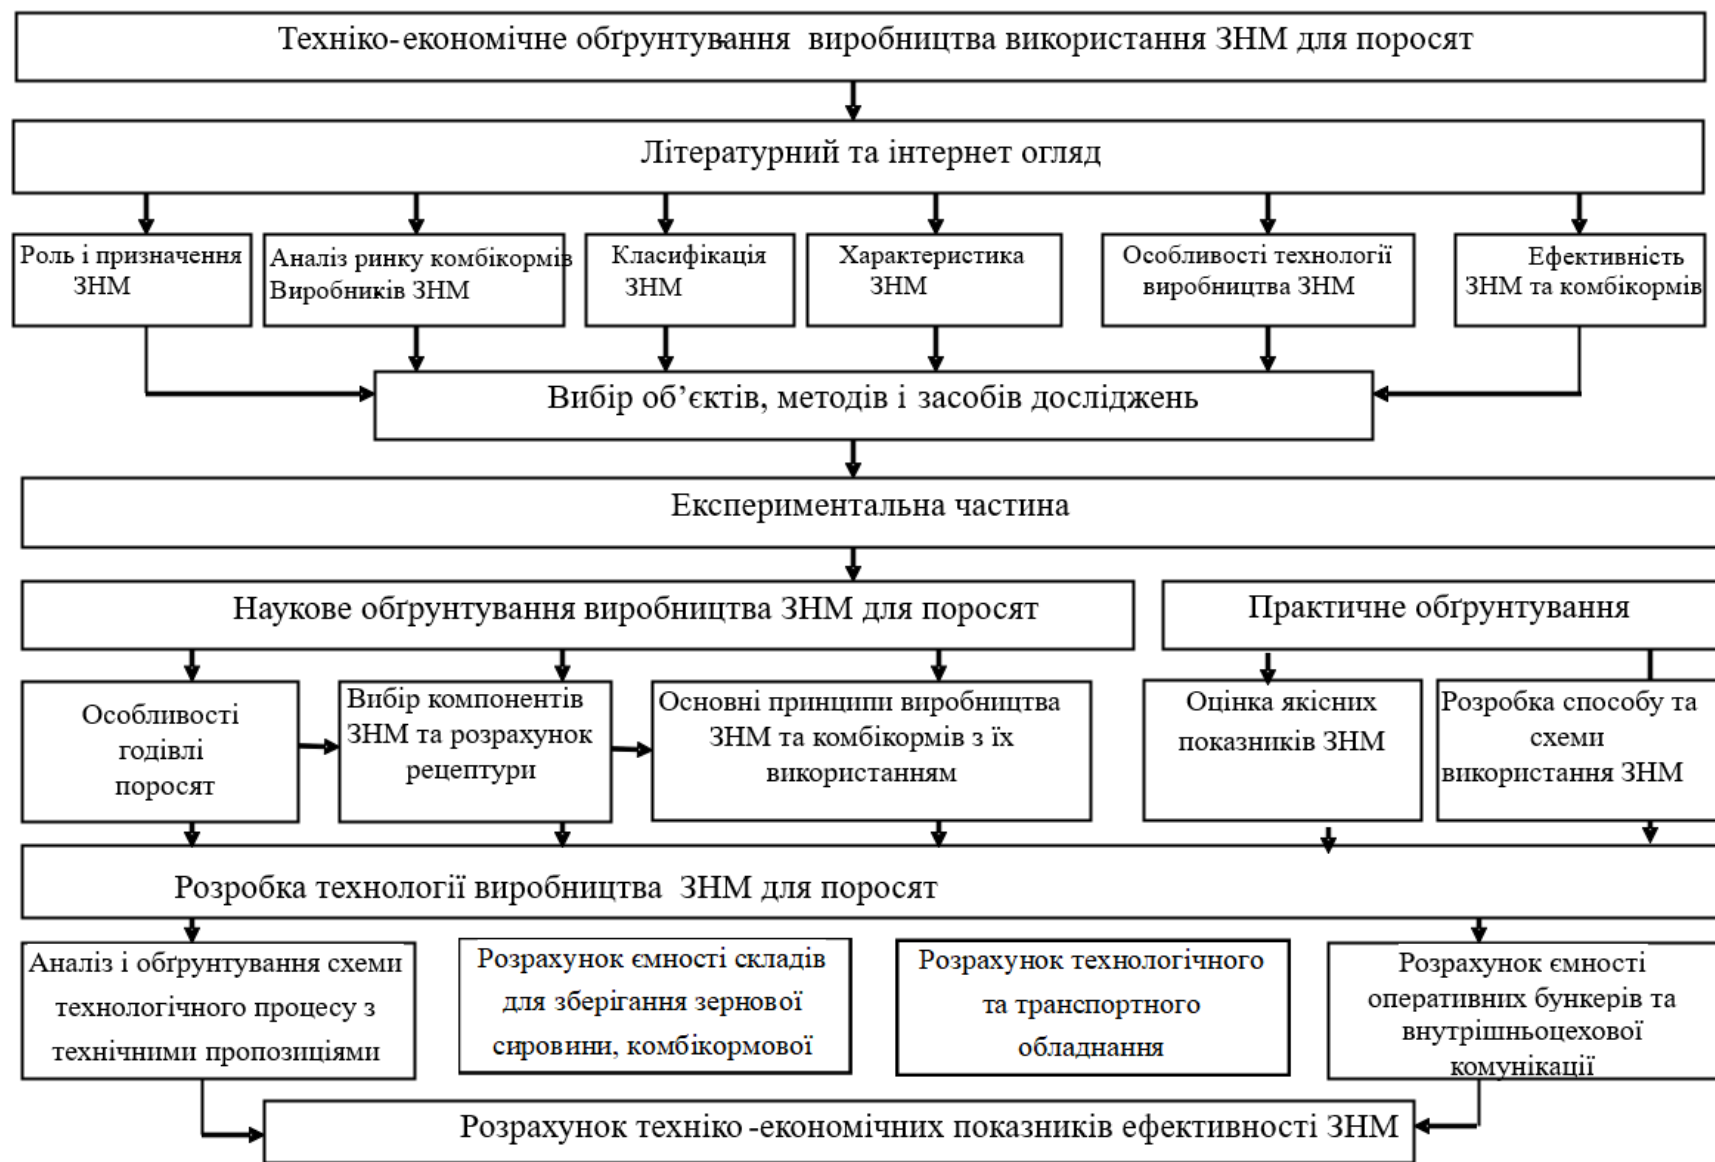 Техніко-економічне обґрунтування виробництва використання ЗНМ для поросят
Літературний та інтернет огляд
Роль і призначення
ЗНМ
Аналіз ринку комбікормів
Виробників ЗНМ
Класифікація
ЗНМ
Характеристика
ЗНМ
Особливості технології
виробництва ЗНМ
Ефективність
ЗНМ та комбікормів
Вибір об’єктів, методів і засобів досліджень
Експериментальна частина
Наукове обґрунтування виробництва ЗНМ для поросят
Практичне обґрунтування
Особливості
годівлі
поросят
Вибір компонентів
ЗНМ та розрахунок
рецептури
Основні принципи виробництва
ЗНМ та комбікормів з їх
використанням
Оцінка якісних
показників ЗНМ
Розробка способу та
схеми
використання ЗНМ
Розробка технології виробництва ЗНМ для поросят
Аналіз і обґрунтування схеми
технологічного процесу з
технічними пропозиціями
Розрахунок ємності складів
для зберігання зернової
сировини, комбікормової
Розрахунок технологічного
та транспортного
обладнання
Розрахунок ємності
оперативних бункерів та
внутрішньоцехової
комунікації
Розрахунок техніко-економічних показників ефективності ЗНМ